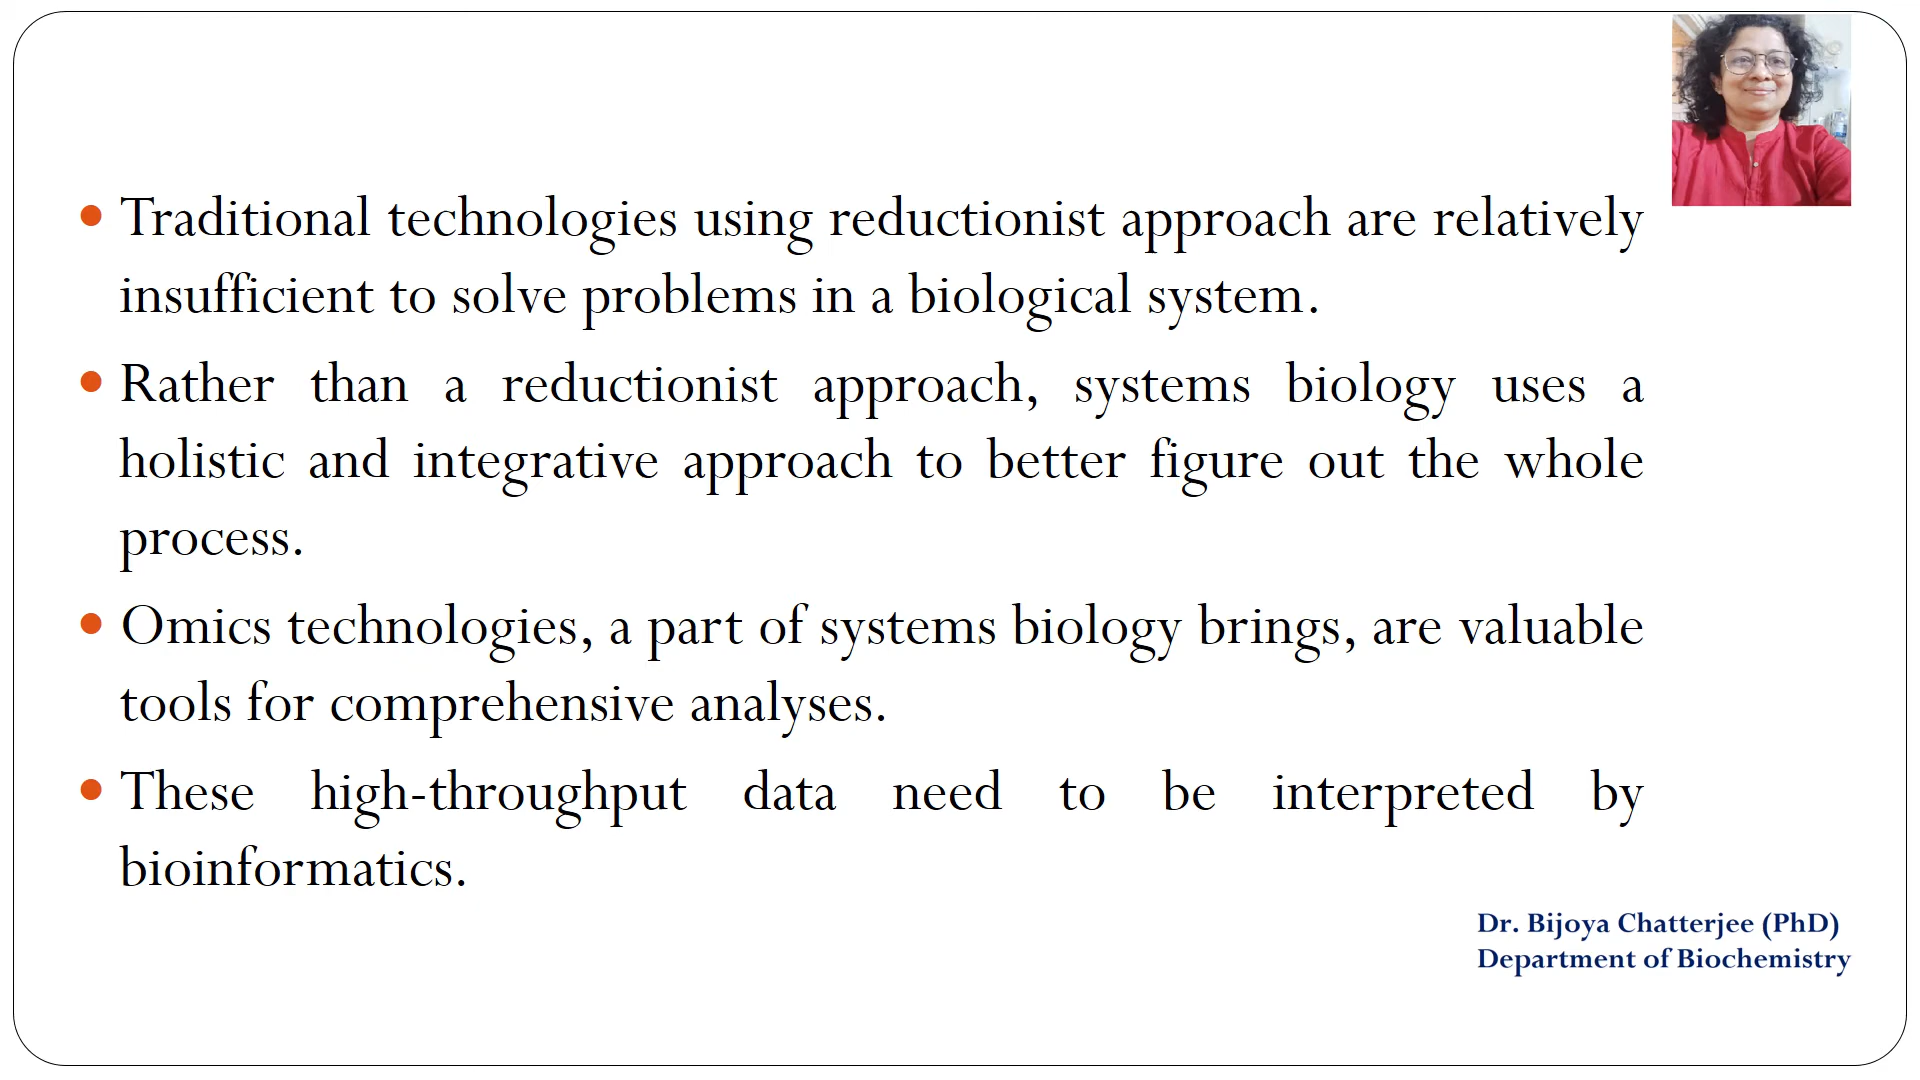 Traditional technologies using reductionist approach are relatively
insufficient to solve problems in a biological system.
Rather than a reductionist approach, systems biology uses a
holistic and integrative approach to better figure out the whole
process.
Omics technologies, a part of systems biology brings, are valuable
tools for comprehensive analyses.
These high-throughput data need to be interpreted by
bioinformatics.
Dr. Bijoya Chatterjee (PhD)
Department of Biochemistry